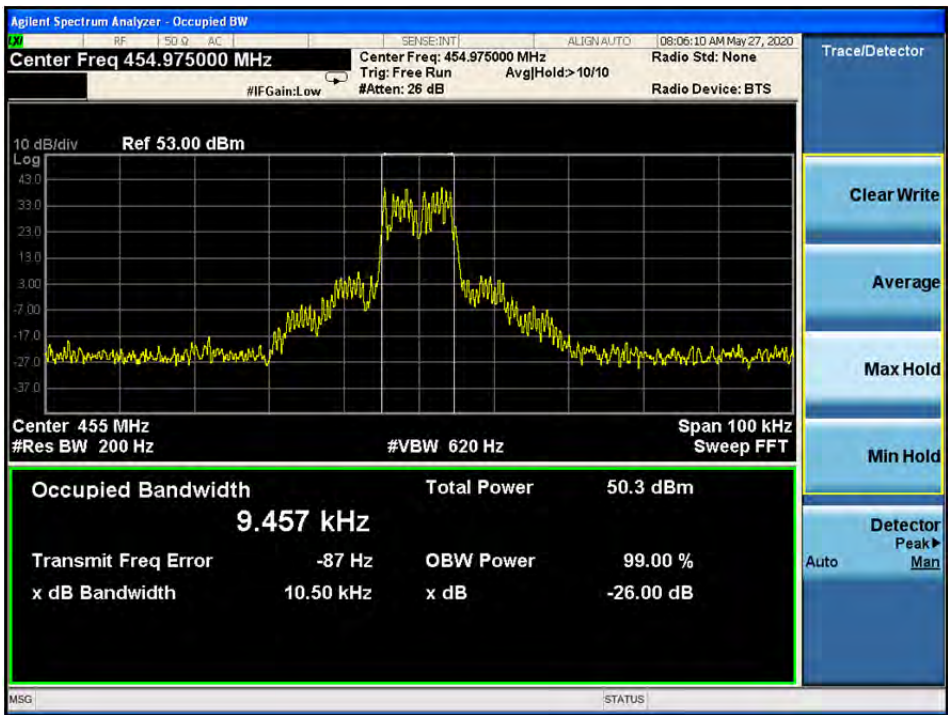 Agilent Spectrum Analyzer - Occupied BW
LXI RF 50 Ω AC SENSE:INT ALIGN AUTO 08:06:10 AM May 27, 2020
Center Freq 454.975000 MHz
Center Freq: 454.975000 MHz
Radio Std: None
Trig: Free Run Avg|Hold:>10/10
#IFGain:Low
#Atten: 26 dB
Radio Device: BTS
10 dB/div Ref 53.00 dBm
Log
43.0
33.0
23.0
13.0
3.00
-7.00
-17.0
-27.0
-37.0
Center 455 MHz Span 100 kHz
#Res BW 200 Hz #VBW 620 Hz Sweep FFT
Occupied Bandwidth Total Power 50.3 dBm
9.457 kHz
Transmit Freq Error -87 Hz OBW Power 99.00 %
x dB Bandwidth 10.50 kHz x dB -26.00 dB
Trace/Detector
Clear Write
Average
Max Hold
Min Hold
Detector
Peak▶
Auto Man
MSG STATUS